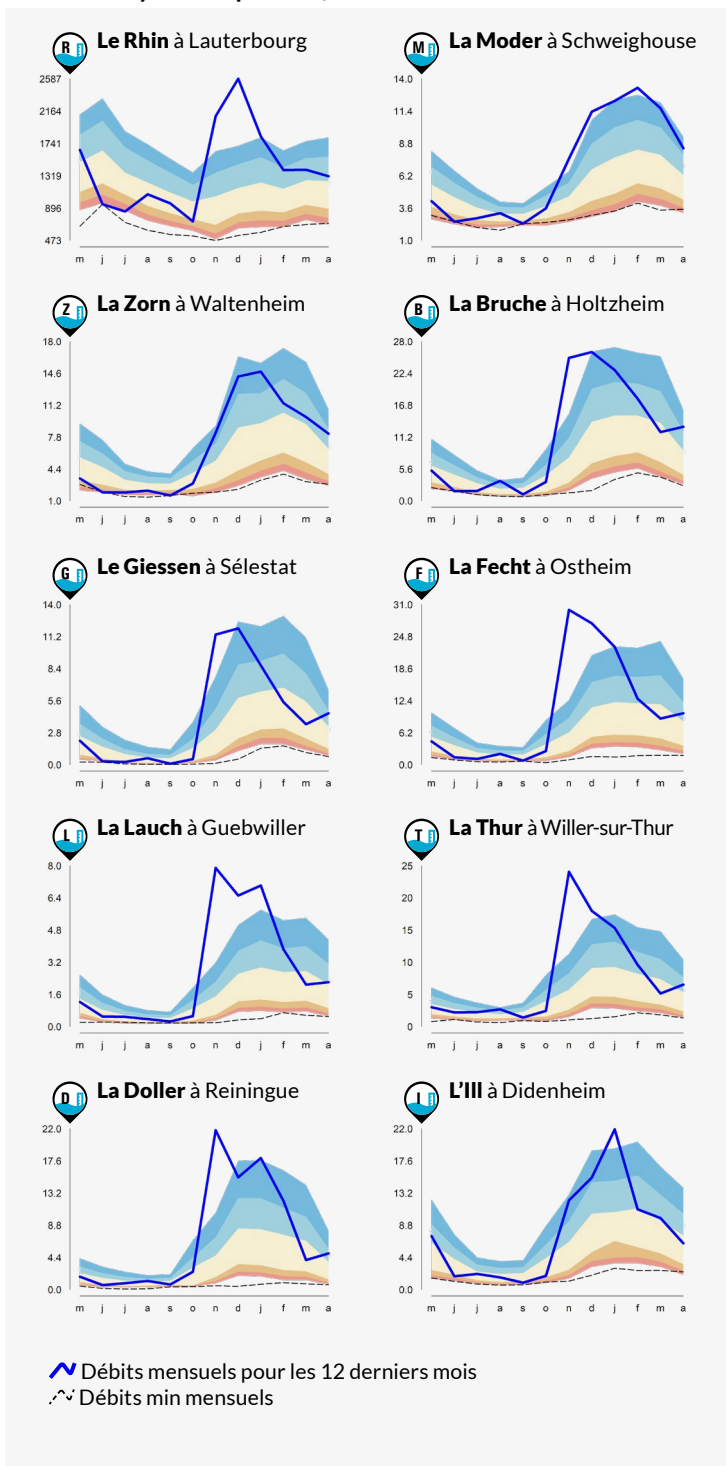 R Le Rhin à Lauterbourg
2587
2164
1741
1319
896
473
m j j a s o n d j f m a
M La Moder à Schweighouse
14.0
11.4
8.8
6.2
3.6
1.0
m j j a s o n d j f m a
Z La Zorn à Waltenheim
18.0
14.6
11.2
7.8
4.4
1.0
m j j a s o n d j f m a
B La Bruche à Holtzheim
28.0
22.4
16.8
11.2
5.6
0.0
m j j a s o n d j f m a
G Le Giessen à Sélestat
14.0
11.2
8.4
5.6
2.8
0.0
m j j a s o n d j f m a
F La Fecht à Ostheim
31.0
24.8
18.6
12.4
6.2
0.0
m j j a s o n d j f m a
L La Lauch à Guebwiller
8.0
6.4
4.8
3.2
1.6
0.0
m j j a s o n d j f m a
T La Thur à Willer-sur-Thur
25
20
15
10
5
0
m j j a s o n d j f m a
D La Doller à Reiningue
22.0
17.6
13.2
8.8
4.4
0.0
m j j a s o n d j f m a
I L'Ill à Didenheim
22.0
17.6
13.2
8.8
4.4
0.0
m j j a s o n d j f m a
Débits mensuels pour les 12 derniers mois
Débits min mensuels